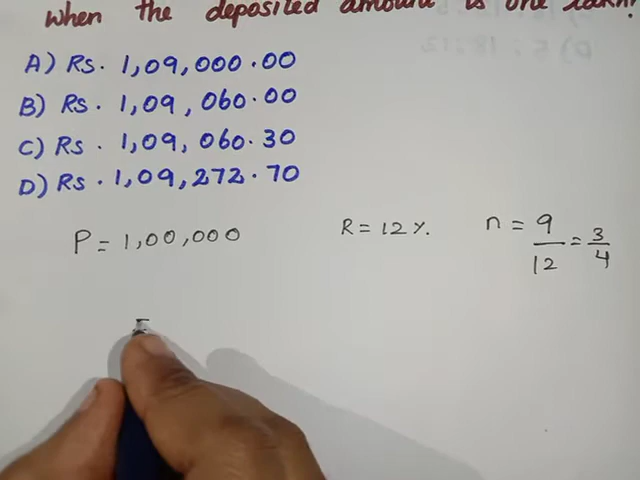 when the deposited amount is one lakh?
A) Rs. 1,09,000.00
B) Rs. 1,09,060.00
C) Rs. 1,09,060.30
D) Rs. 1,09,272.70
P = 1,00,000 R = 12%. n = 9/12 = 3/4